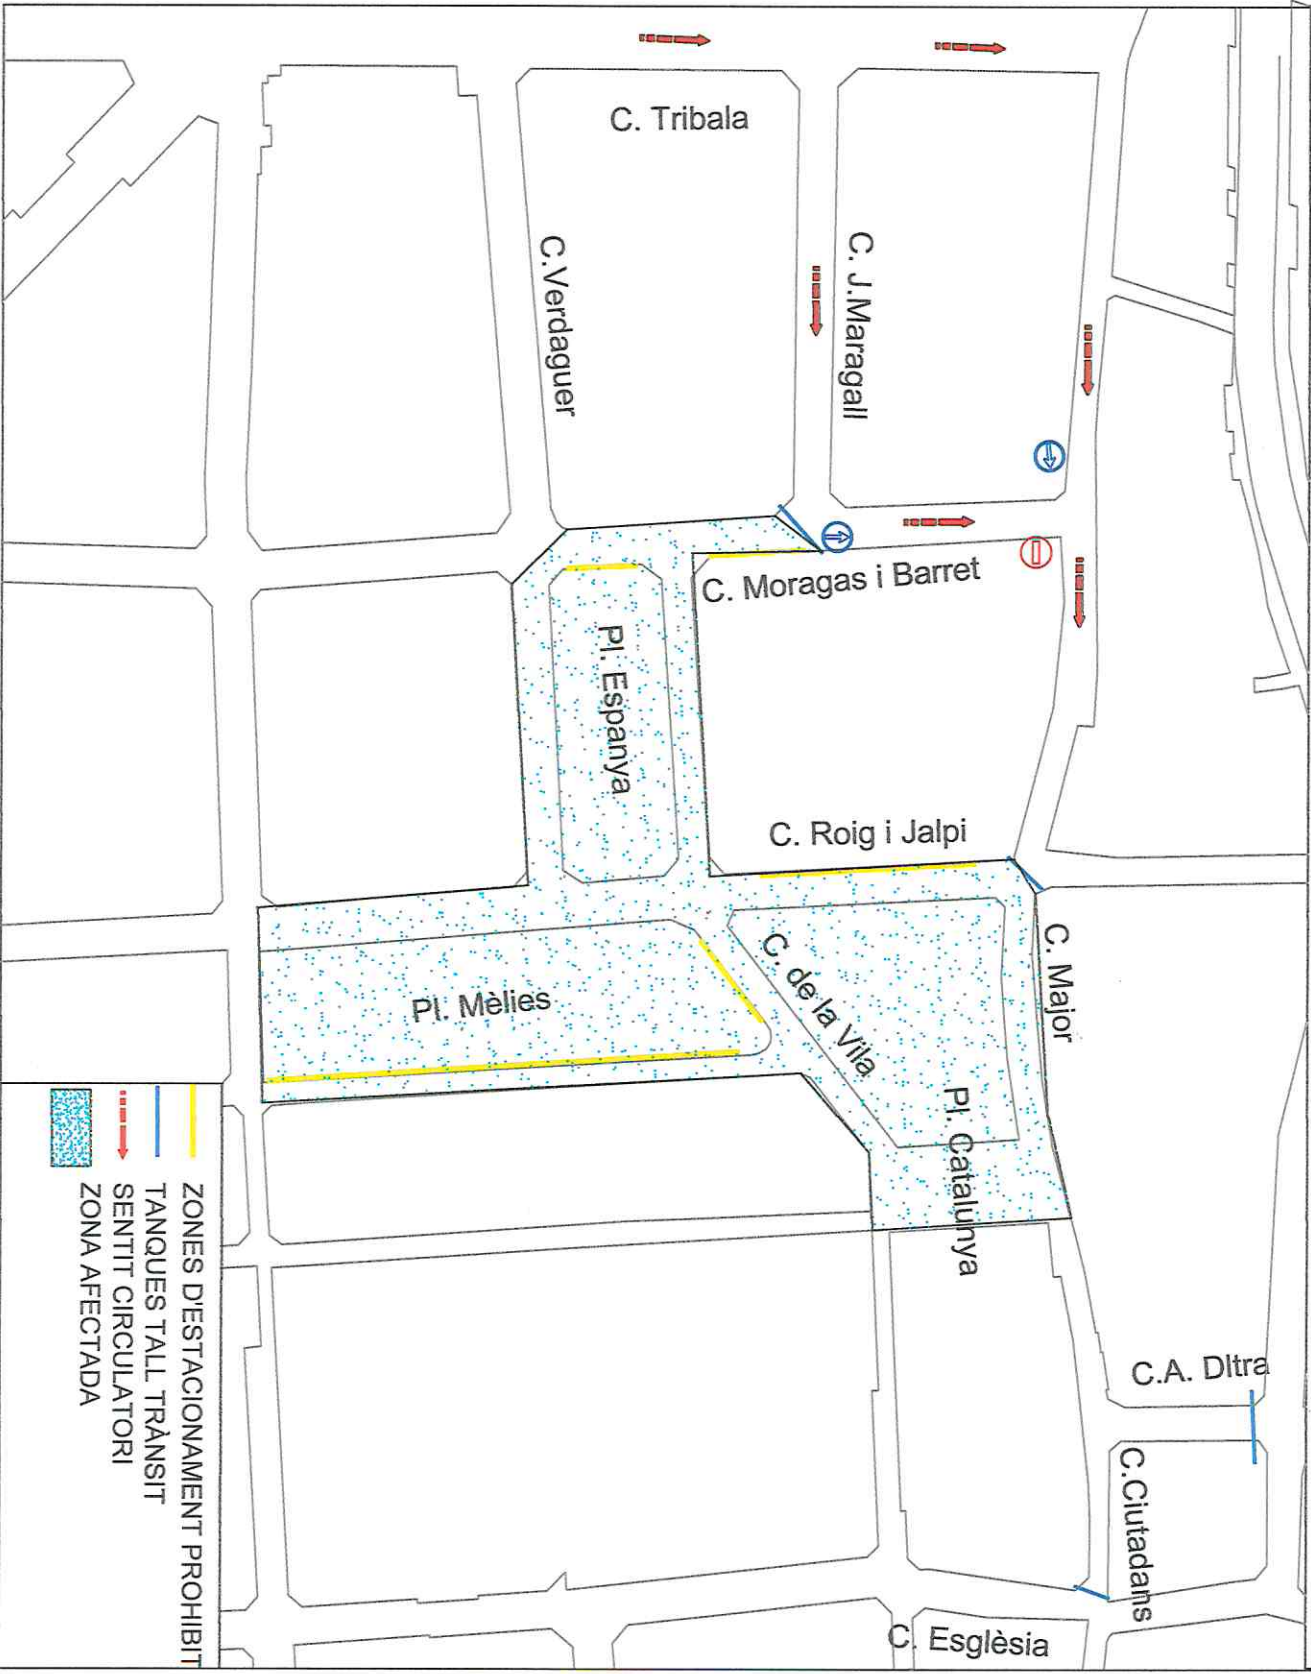 C. Tribala
C. J.Maragall
C.Verdaguer
C. Moragas i Barret
Pl. Espanya
C. Roig i Jalpi
C. Major
C. de la Vila
Pl. Mèlies
Pl. Catalunya
C.A. Dltra
C.Ciutadans
C. Esglèsia
ZONES D'ESTACIONAMENT PROHIBIT
TANQUES TALL TRÀNSIT
SENTIT CIRCULATORI
ZONA AFECTADA